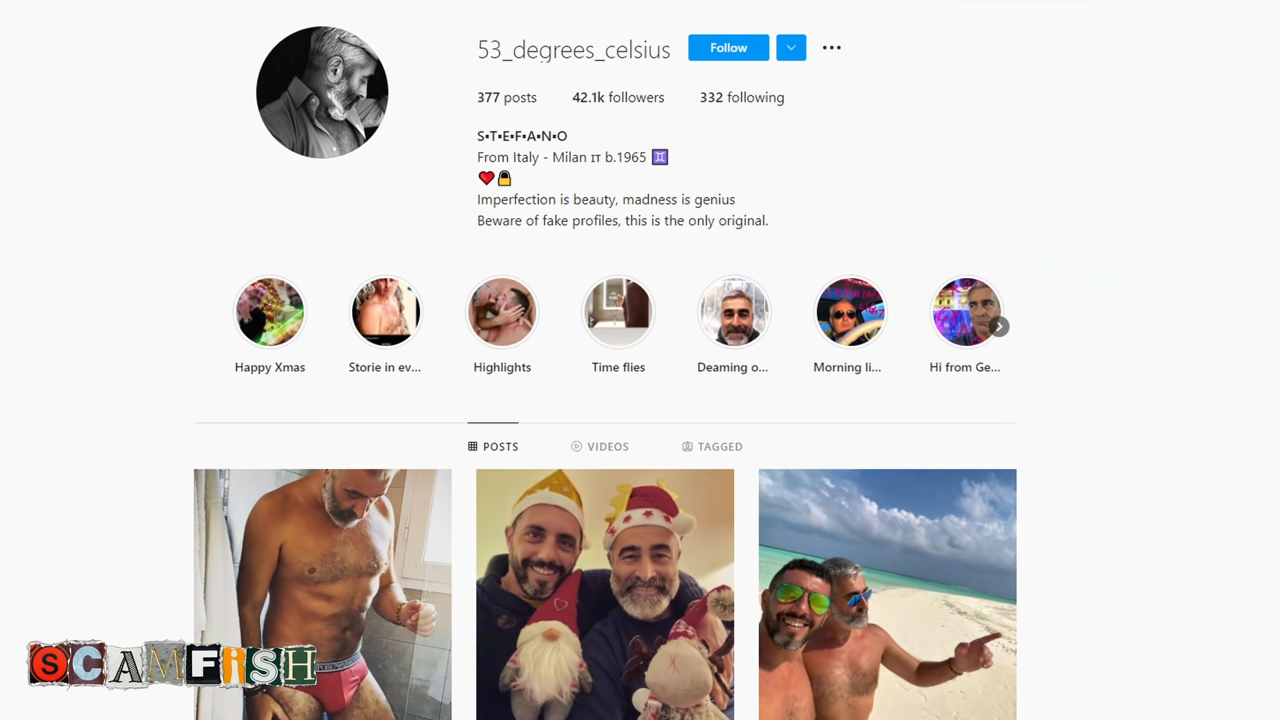 53_degrees_celsius Follow
377 posts 42.1k followers 332 following
S▪T▪E▪F▪A▪N▪O
From Italy - Milan ɪᴛ b.1965 ♊
Imperfection is beauty, madness is genius
Beware of fake profiles, this is the only original.
Happy Xmas Storie in ev... Highlights Time flies Deaming o... Morning li... Hi from Ge...
POSTS VIDEOS TAGGED
SCAMFiSH